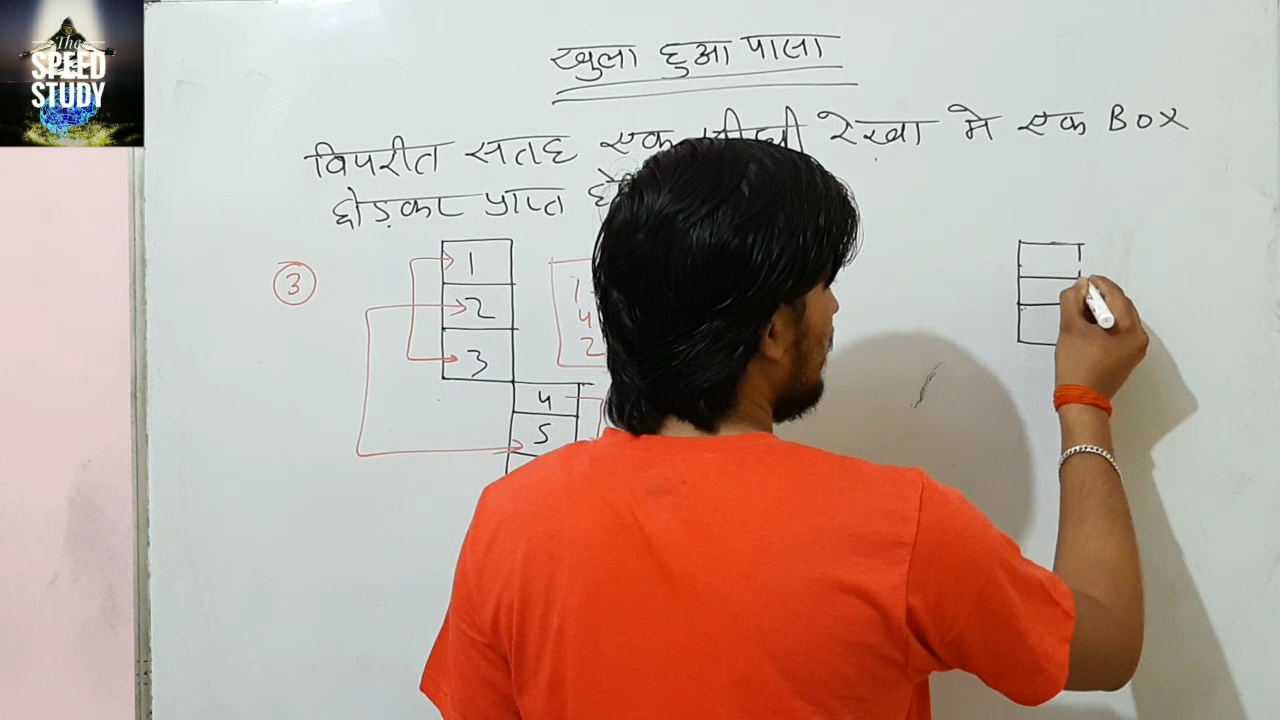 The
SPEED
STUDY
खुला हुआ पासा
विपरीत सतह एक सीधी रेखा मे एक Box
छोड़कर प्राप्त
3
1
2
3
4
5
1
4
2